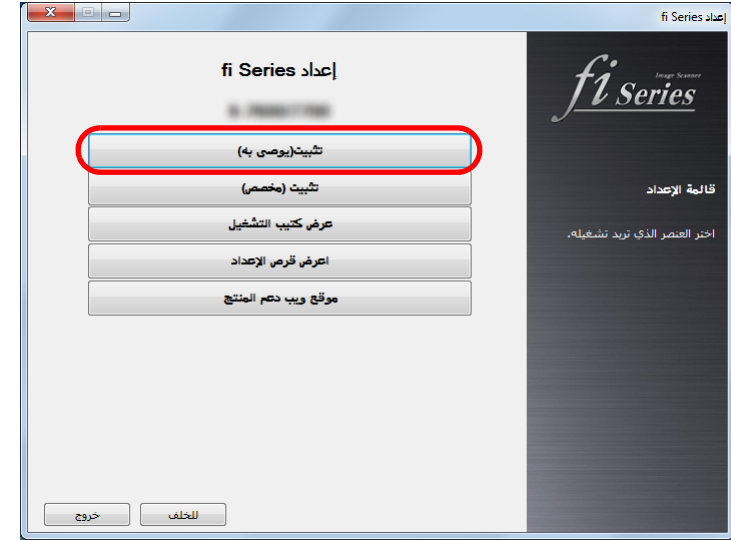 إعداد fi Series
fi Series
Image Scanner
قائمة الإعداد
اختر العنصر الذي تريد تشغيله.
إعداد fi Series
تثبيت(يوصى به)
تثبيت (مخصص)
عرض كتيب التشغيل
اعرض قرص الإعداد
موقع ويب دعم المنتج
للخلف
خروج